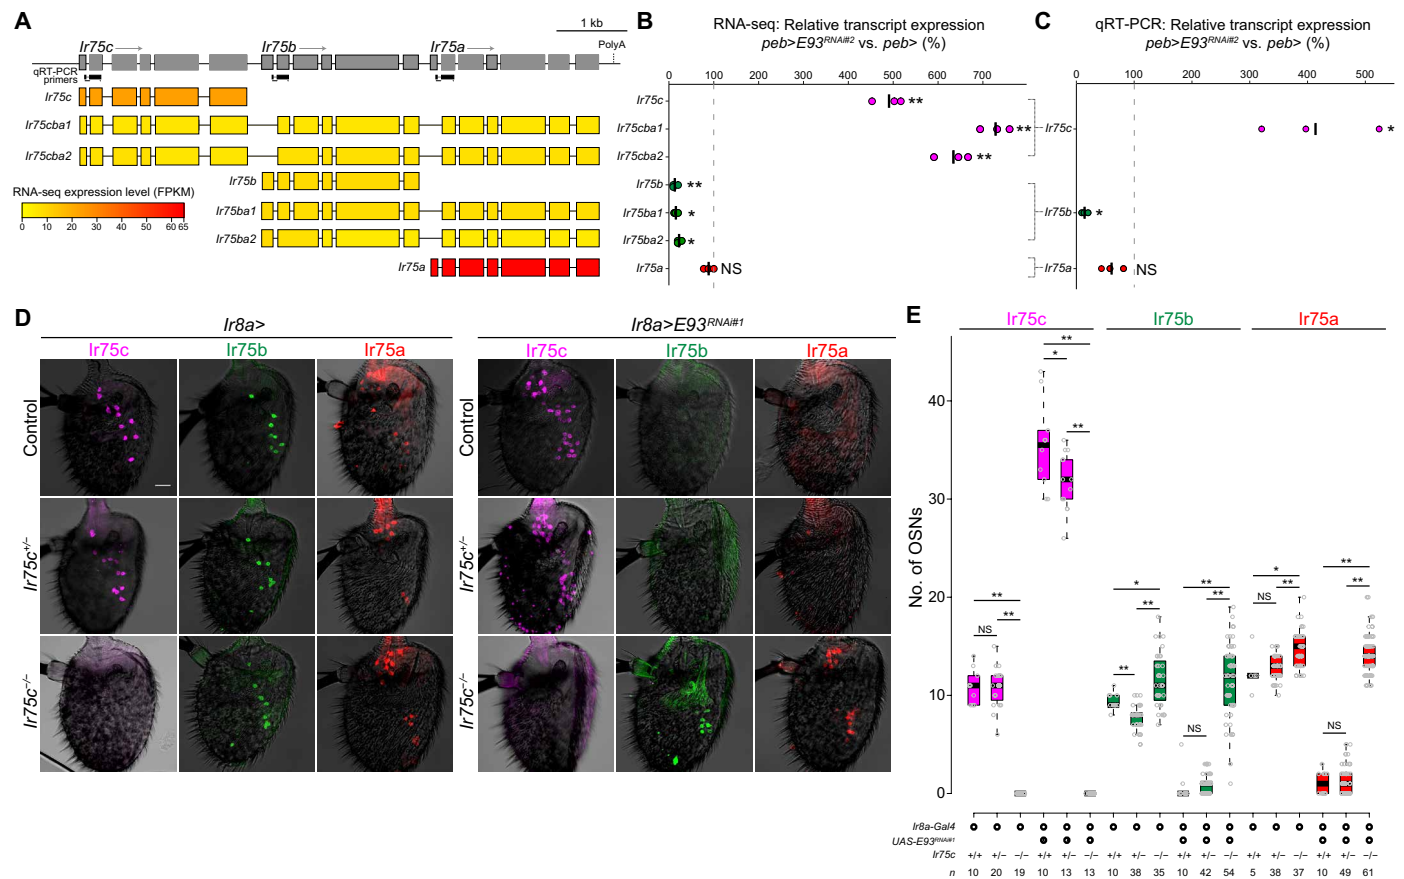 A
1 kb
Ir75c
Ir75b
Ir75a
PolyA
qRT-PCR
primers
Ir75c
Ir75cba1
Ir75cba2
Ir75b
Ir75ba1
Ir75ba2
Ir75a
RNA-seq expression level (FPKM)
0 10 20 30 40 50 60 65
B
RNA-seq: Relative transcript expression
peb>E93RNAi#2 vs. peb> (%)
0 100 200 300 400 500 600 700
Ir75c **
Ir75cba1 **
Ir75cba2 **
Ir75b **
Ir75ba1 *
Ir75ba2 *
Ir75a NS
C
qRT-PCR: Relative transcript expression
peb>E93RNAi#2 vs. peb> (%)
0 100 200 300 400 500
Ir75c *
Ir75b *
Ir75a NS
D
Ir8a>
Ir8a>E93RNAi#1
Ir75c Ir75b Ir75a
Ir75c Ir75b Ir75a
Control
Ir75c+/−
Ir75c−/−
Control
Ir75c+/−
Ir75c−/−
E
Ir75c Ir75b Ir75a
No. of OSNs
40
30
20
10
0
** * **
** ** NS
* ** **
** ** NS
* ** NS
** ** NS
Ir8a-Gal4
UAS-E93RNAi#1
Ir75c +/+ +/− −/− +/+ +/− −/− +/+ +/− −/− +/+ +/− −/− +/+ +/− −/− +/+ +/− −/−
n 10 20 19 10 13 13 10 38 35 10 42 54 5 38 37 10 49 61